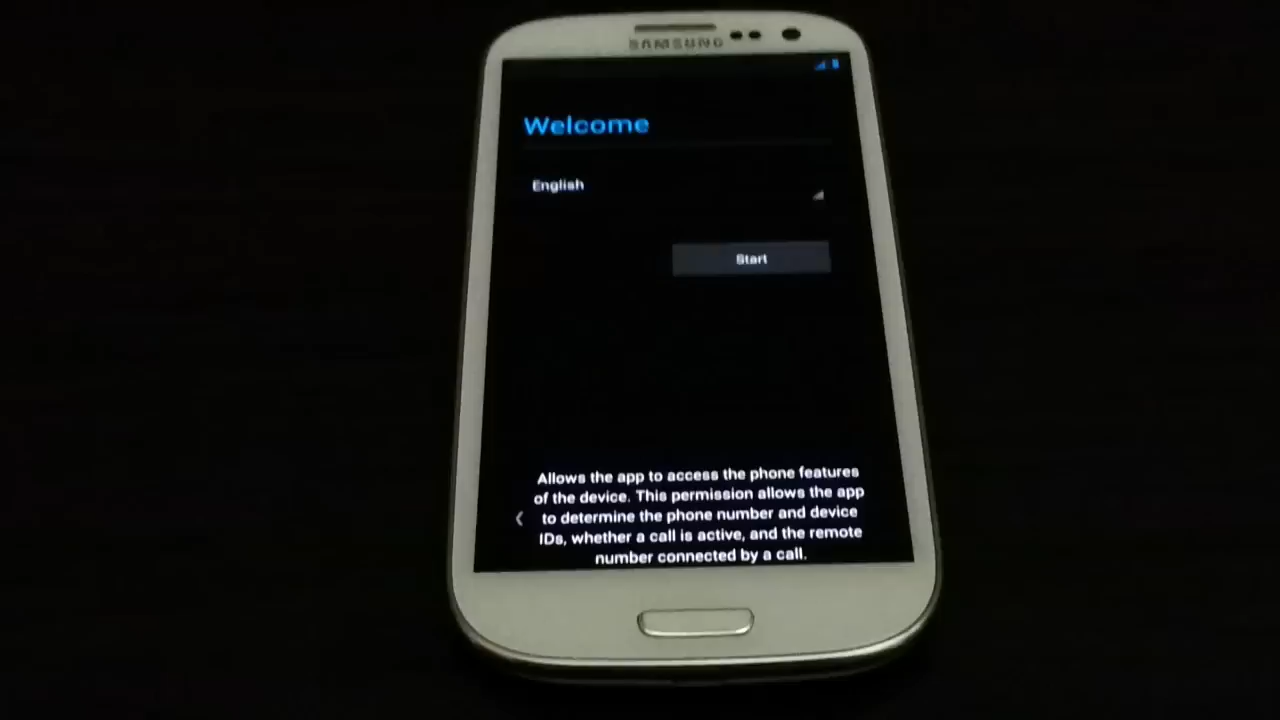 SAMSUNG
Welcome
English
Start
Allows the app to access the phone features
of the device. This permission allows the app
to determine the phone number and device
IDs, whether a call is active, and the remote
number connected by a call.